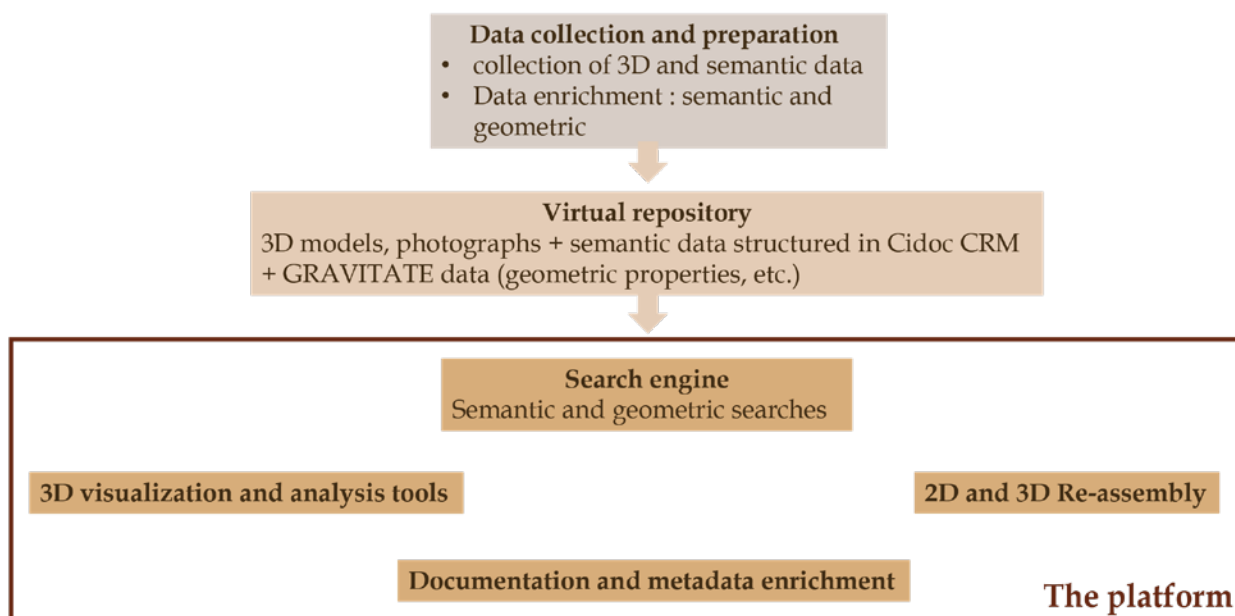 Data collection and preparation
• collection of 3D and semantic data
• Data enrichment : semantic and
geometric
Virtual repository
3D models, photographs + semantic data structured in Cidoc CRM
+ GRAVITATE data (geometric properties, etc.)
Search engine
Semantic and geometric searches
3D visualization and analysis tools
2D and 3D Re-assembly
Documentation and metadata enrichment
The platform